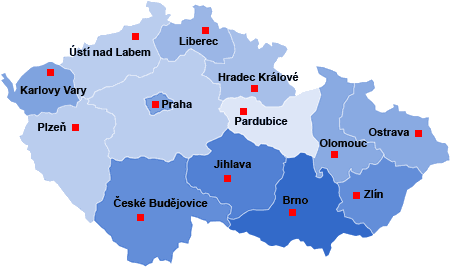 Liberec
Ústí nad Labem
Hradec Králové
Karlovy Vary
Praha
Pardubice
Plzeň
Ostrava
Olomouc
Jihlava
Zlín
České Budějovice
Brno